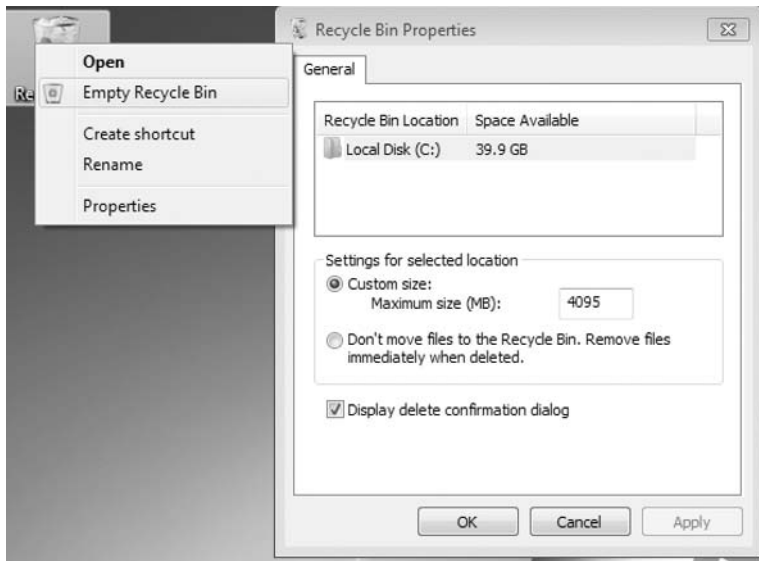 Open
Re
Empty Recycle Bin
Create shortcut
Rename
Properties
Recycle Bin Properties
General
Recycle Bin Location Space Available
Local Disk (C:) 39.9 GB
Settings for selected location
Custom size:
Maximum size (MB): 4095
Don't move files to the Recycle Bin. Remove files
immediately when deleted.
Display delete confirmation dialog
OK Cancel Apply